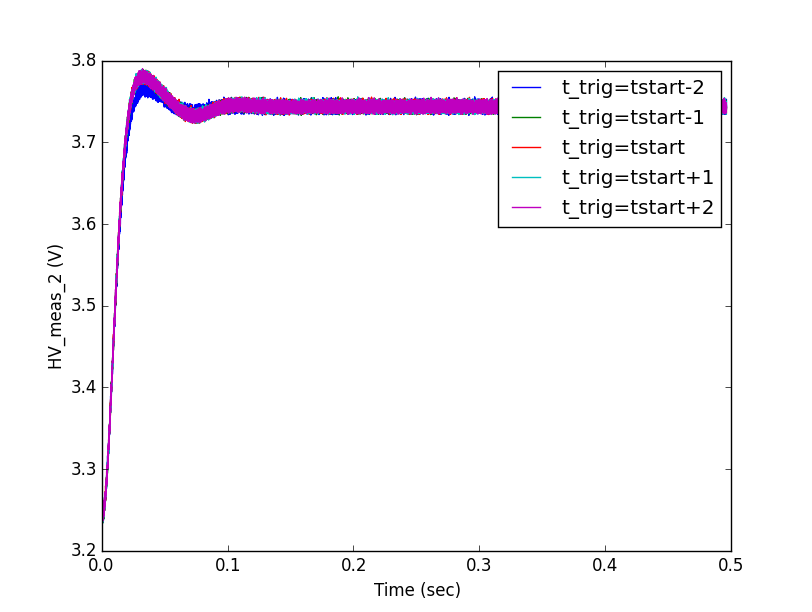 3.8
3.7
3.6
3.5
3.4
3.3
3.2
HV_meas_2 (V)
t_trig=tstart-2
t_trig=tstart-1
t_trig=tstart
t_trig=tstart+1
t_trig=tstart+2
0.0 0.1 0.2 0.3 0.4 0.5
Time (sec)